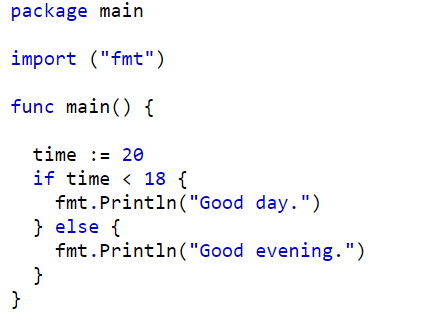 package main
import ("fmt")
func main() {
time := 20
if time < 18 {
fmt.Println("Good day.")
} else {
fmt.Println("Good evening.")
}
}